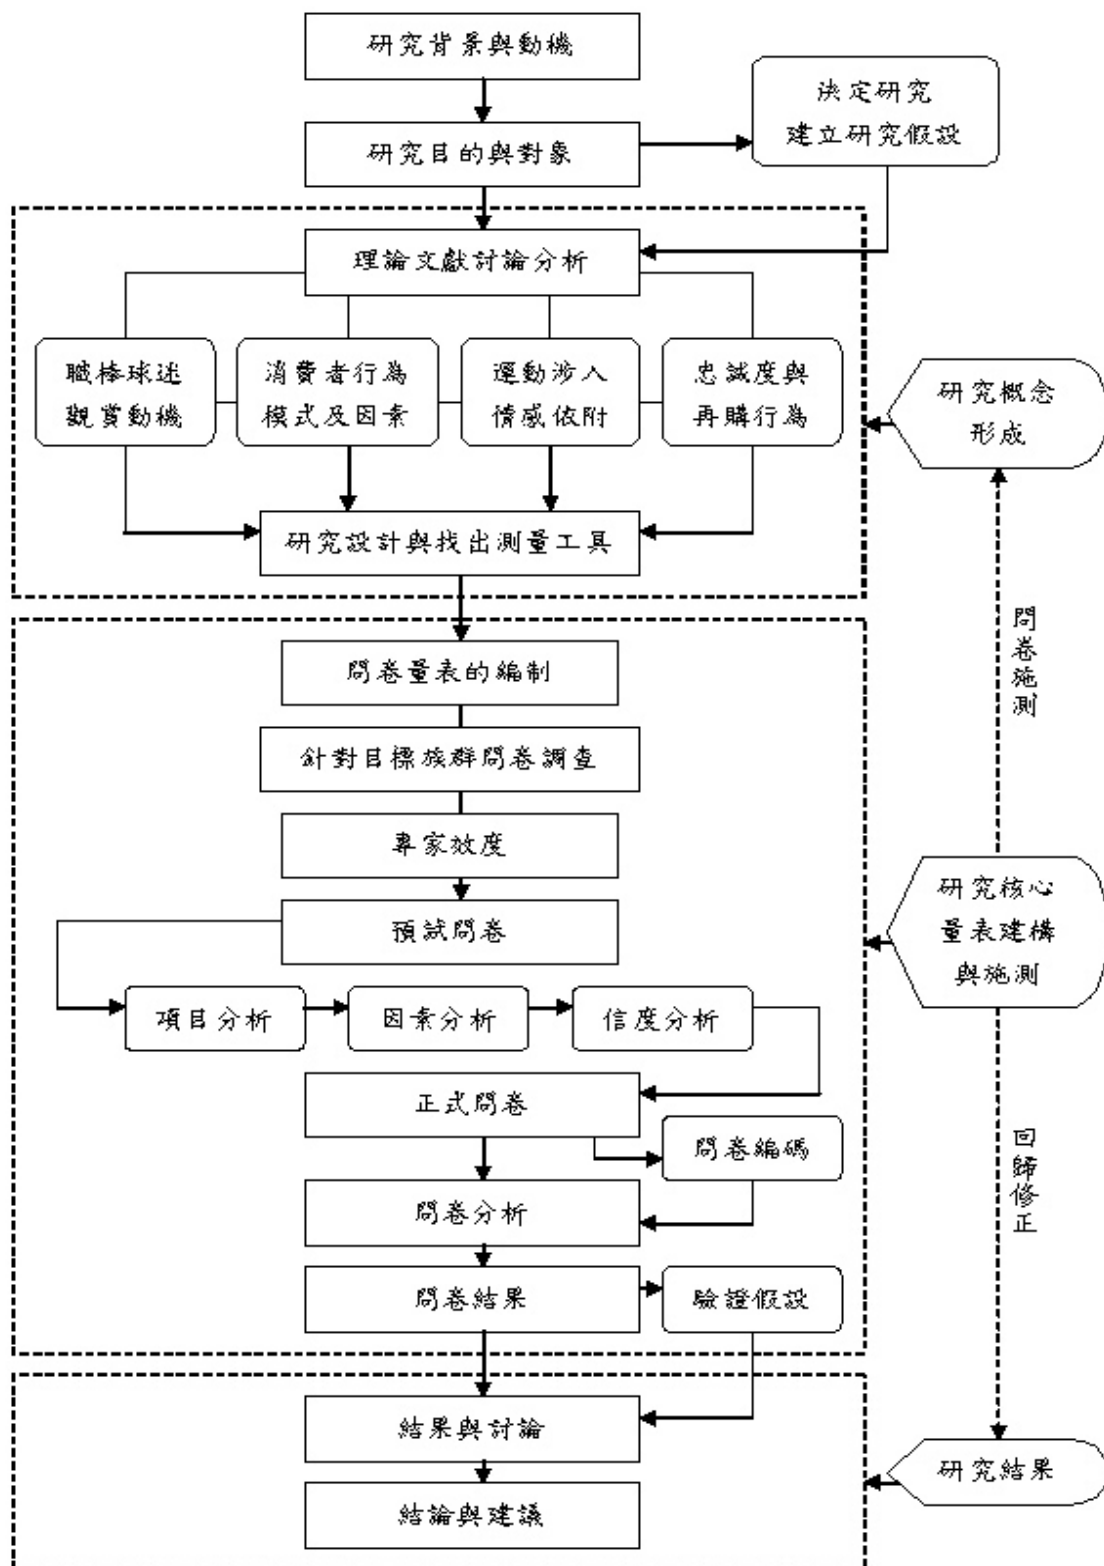 研究背景與動機
決定研究
建立研究假設
研究目的與對象
理論文獻討論分析
職棒球迷
觀賞動機
消費者行為
模式及因素
運動涉入
情感依附
忠誠度與
再購行為
研究概念
形成
研究設計與找出測量工具
問卷施測
問卷量表的編制
針對目標族群問卷調查
專家效度
預試問卷
研究核心
量表建構
與施測
項目分析
因素分析
信度分析
正式問卷
問卷編碼
回歸修正
問卷分析
問卷結果
驗證假設
結果與討論
研究結果
結論與建議